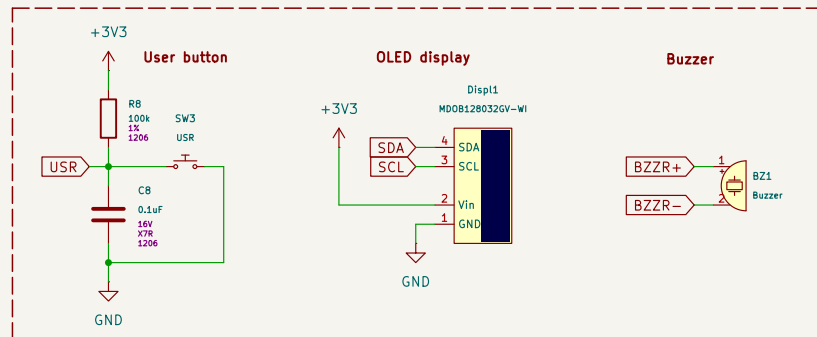 User button
+3V3
R8
100k
1%
1206
SW3
USR
USR
C8
0.1uF
16V
X7R
1206
GND
OLED display
Displ1
MDOB128032GV-WI
+3V3
SDA
4
SDA
SCL
3
SCL
2
Vin
1
GND
GND
Buzzer
BZZR+
1
+
BZ1
Buzzer
BZZR-
2